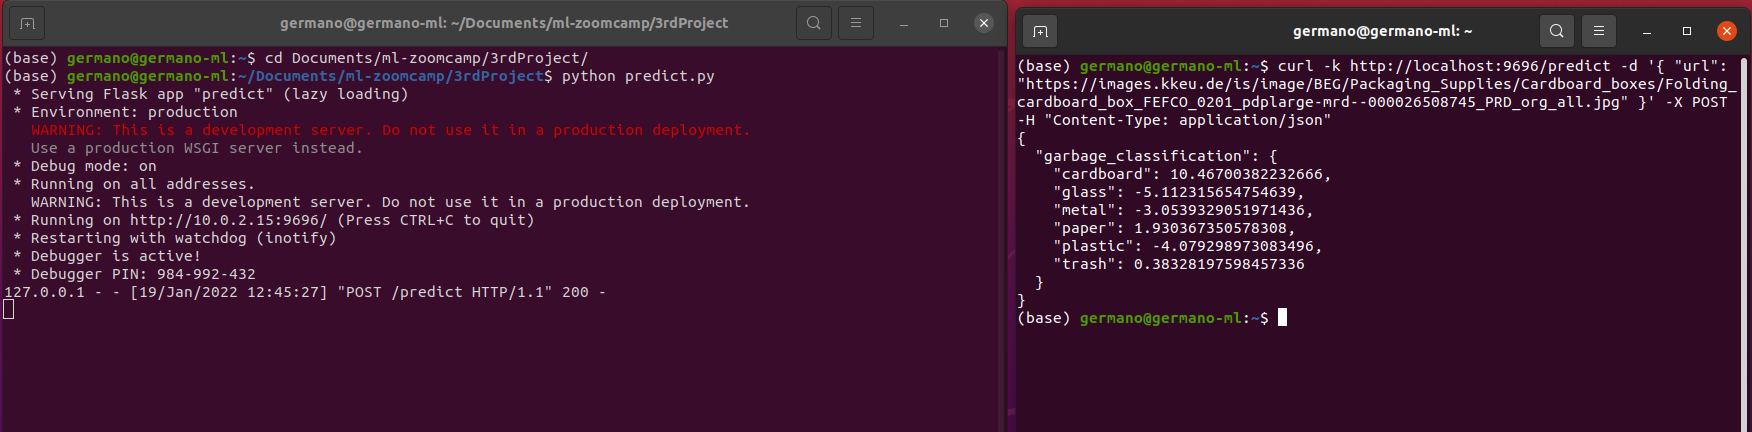 germano@germano-ml: ~/Documents/ml-zoomcamp/3rdProject
(base) germano@germano-ml:~$ cd Documents/ml-zoomcamp/3rdProject/
(base) germano@germano-ml:~/Documents/ml-zoomcamp/3rdProject$ python predict.py
 * Serving Flask app "predict" (lazy loading)
 * Environment: production
   WARNING: This is a development server. Do not use it in a production deployment.
   Use a production WSGI server instead.
 * Debug mode: on
 * Running on all addresses.
   WARNING: This is a development server. Do not use it in a production deployment.
 * Running on http://10.0.2.15:9696/ (Press CTRL+C to quit)
 * Restarting with watchdog (inotify)
 * Debugger is active!
 * Debugger PIN: 984-992-432
127.0.0.1 - - [19/Jan/2022 12:45:27] "POST /predict HTTP/1.1" 200 -
germano@germano-ml: ~
(base) germano@germano-ml:~$ curl -k http://localhost:9696/predict -d '{ "url":
"https://images.kkeu.de/is/image/BEG/Packaging_Supplies/Cardboard_boxes/Folding_
cardboard_box_FEFCO_0201_pdplarge-mrd--000026508745_PRD_org_all.jpg" }' -X POST
-H "Content-Type: application/json"
{
  "garbage_classification": {
    "cardboard": 10.46700382232666,
    "glass": -5.112315654754639,
    "metal": -3.0539329051971436,
    "paper": 1.930367350578308,
    "plastic": -4.079298973083496,
    "trash": 0.38328197598457336
  }
}
(base) germano@germano-ml:~$